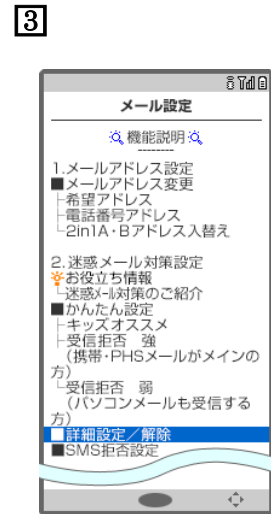 3
メール設定
機能説明
--------
1.メールアドレス設定
■メールアドレス変更
├希望アドレス
├電話番号アドレス
└2in1A・Bアドレス入替え
2.迷惑メール対策設定
お役立ち情報
└迷惑メール対策のご紹介
■かんたん設定
├キッズオススメ
├受信拒否 強
(携帯・PHSメールがメインの
方)
└受信拒否 弱
(パソコンメールも受信する
方)
■詳細設定/解除
■SMS拒否設定